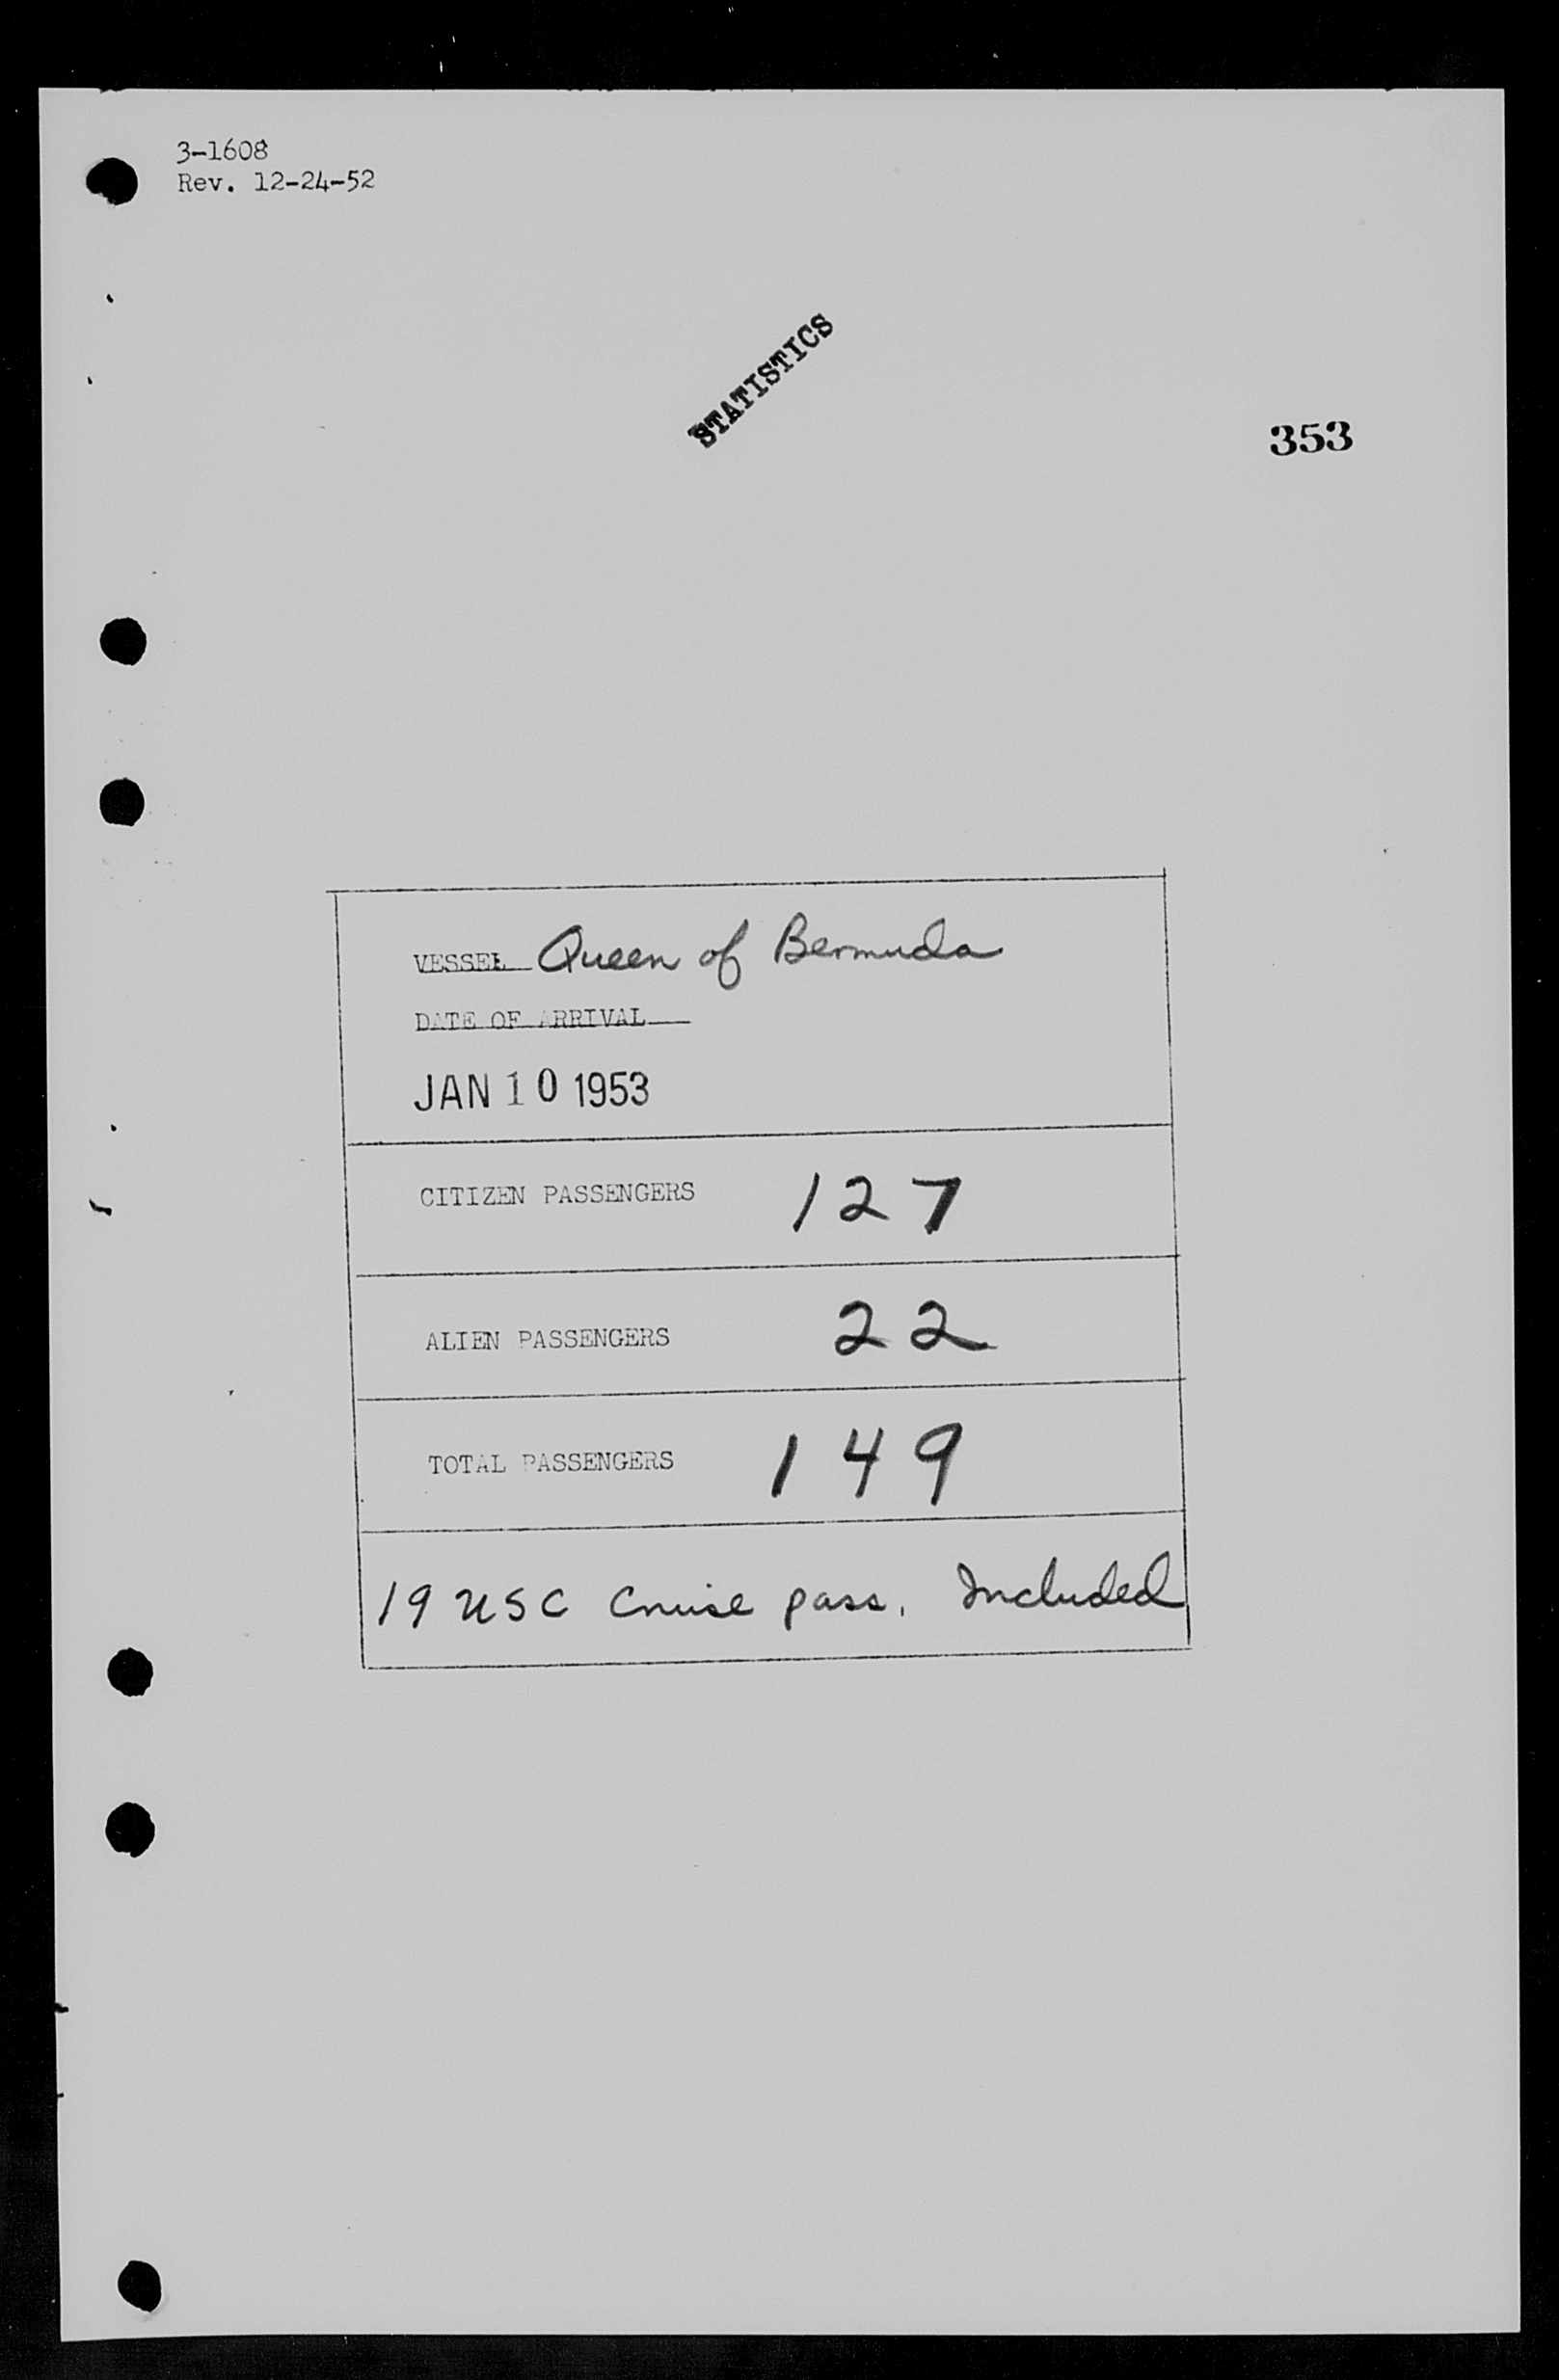 3-1608
Rev. 12-24-52
STATISTICS
353
VESSEL Queen of Bermuda
DATE OF ARRIVAL
JAN 10 1953
CITIZEN PASSENGERS 127
ALIEN PASSENGERS 22
TOTAL PASSENGERS 149
19 USC Cruise pass. Included